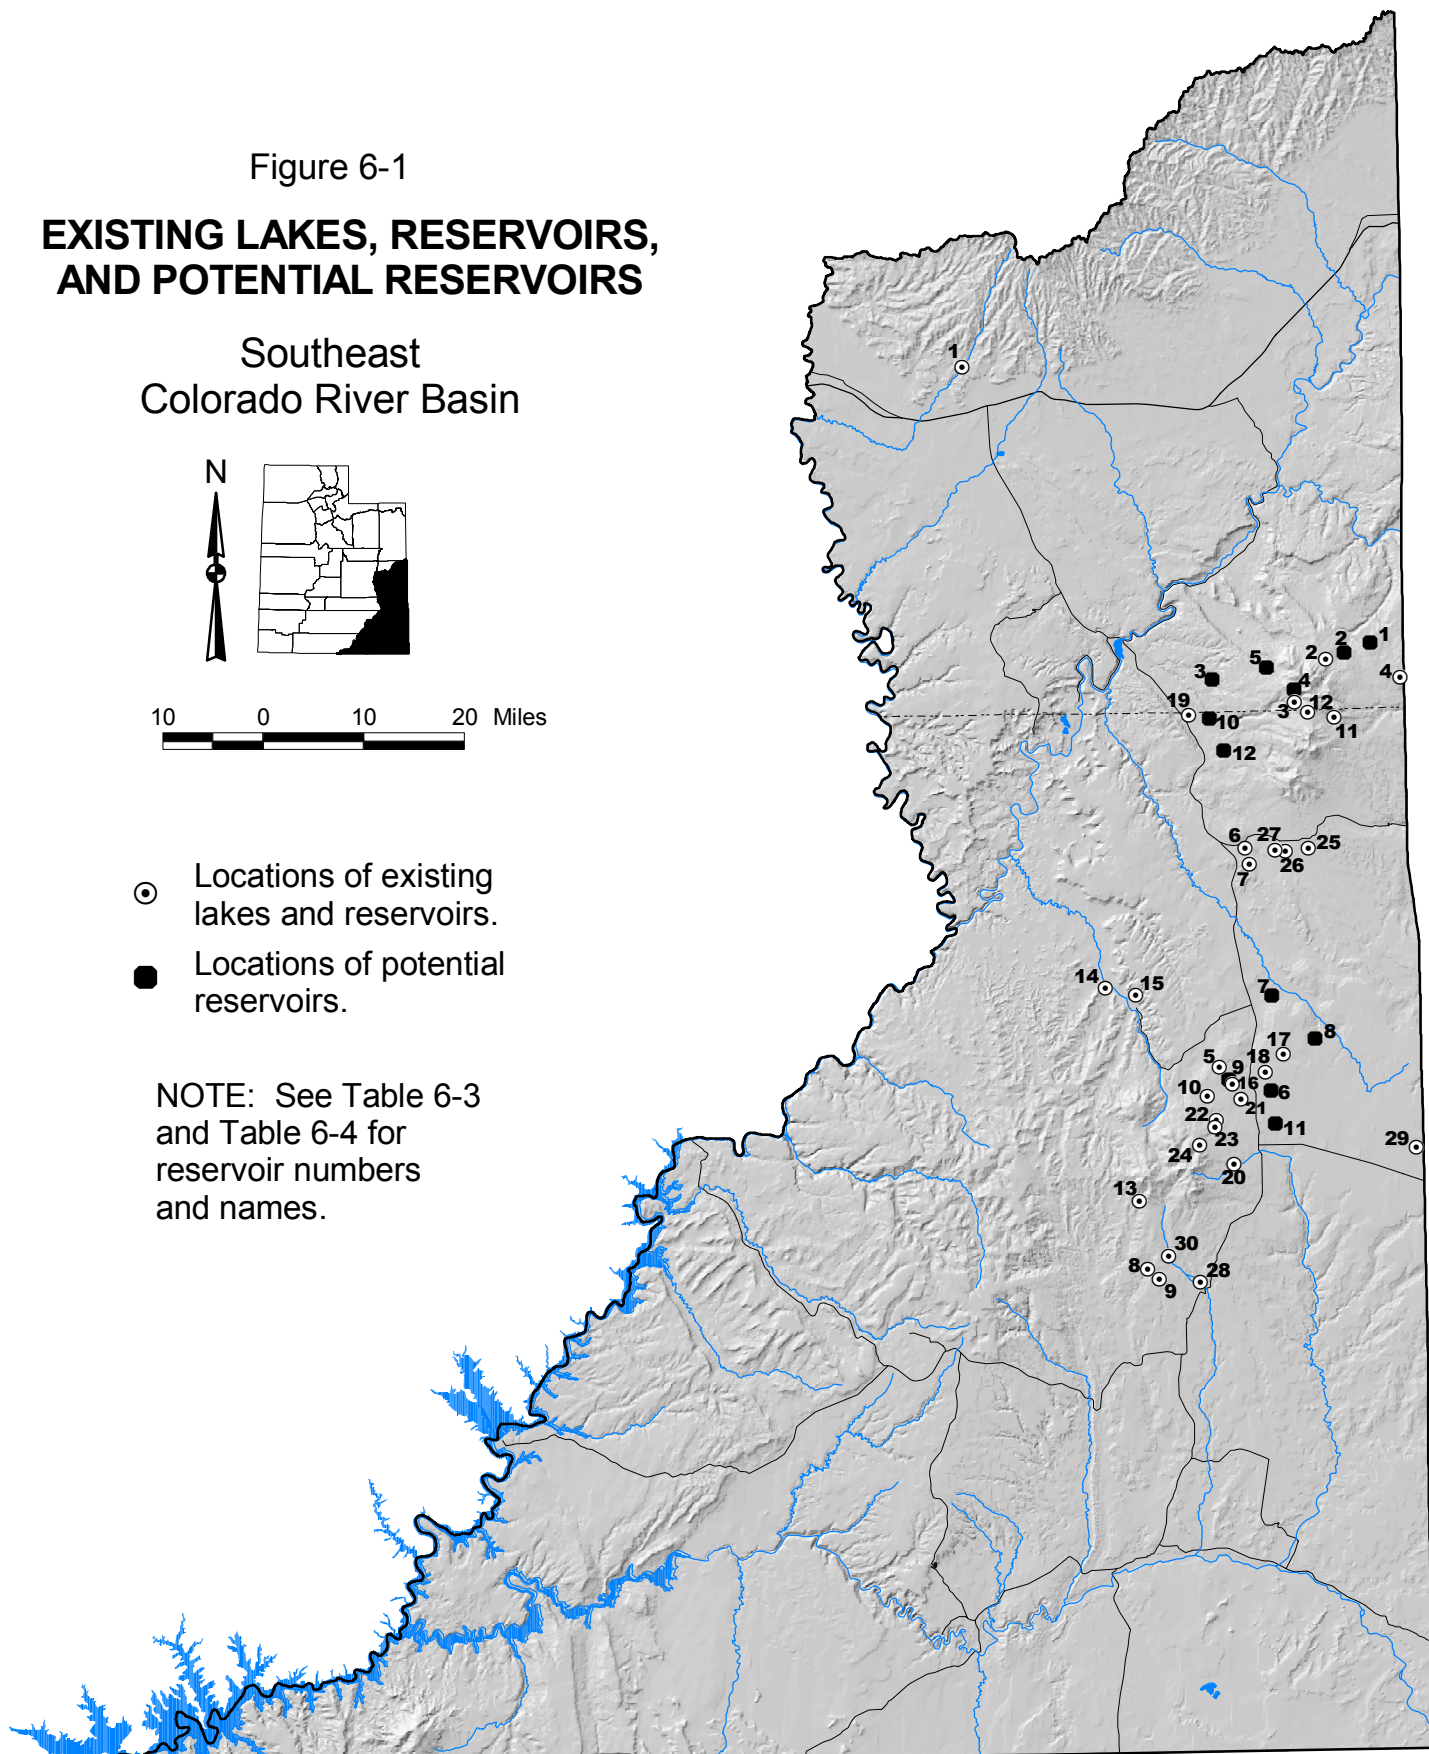 Figure 6-1
EXISTING LAKES, RESERVOIRS,
AND POTENTIAL RESERVOIRS
Southeast
Colorado River Basin
N
10 0 10 20 Miles
Locations of existing
lakes and reservoirs.
Locations of potential
reservoirs.
NOTE: See Table 6-3
and Table 6-4 for
reservoir numbers
and names.
1
1
2
2
5
3
4
4
19
3
12
10
11
12
6
27
25
26
7
14
15
7
8
17
5
9
18
10
16
6
21
22
11
23
24
29
20
13
30
8
28
9